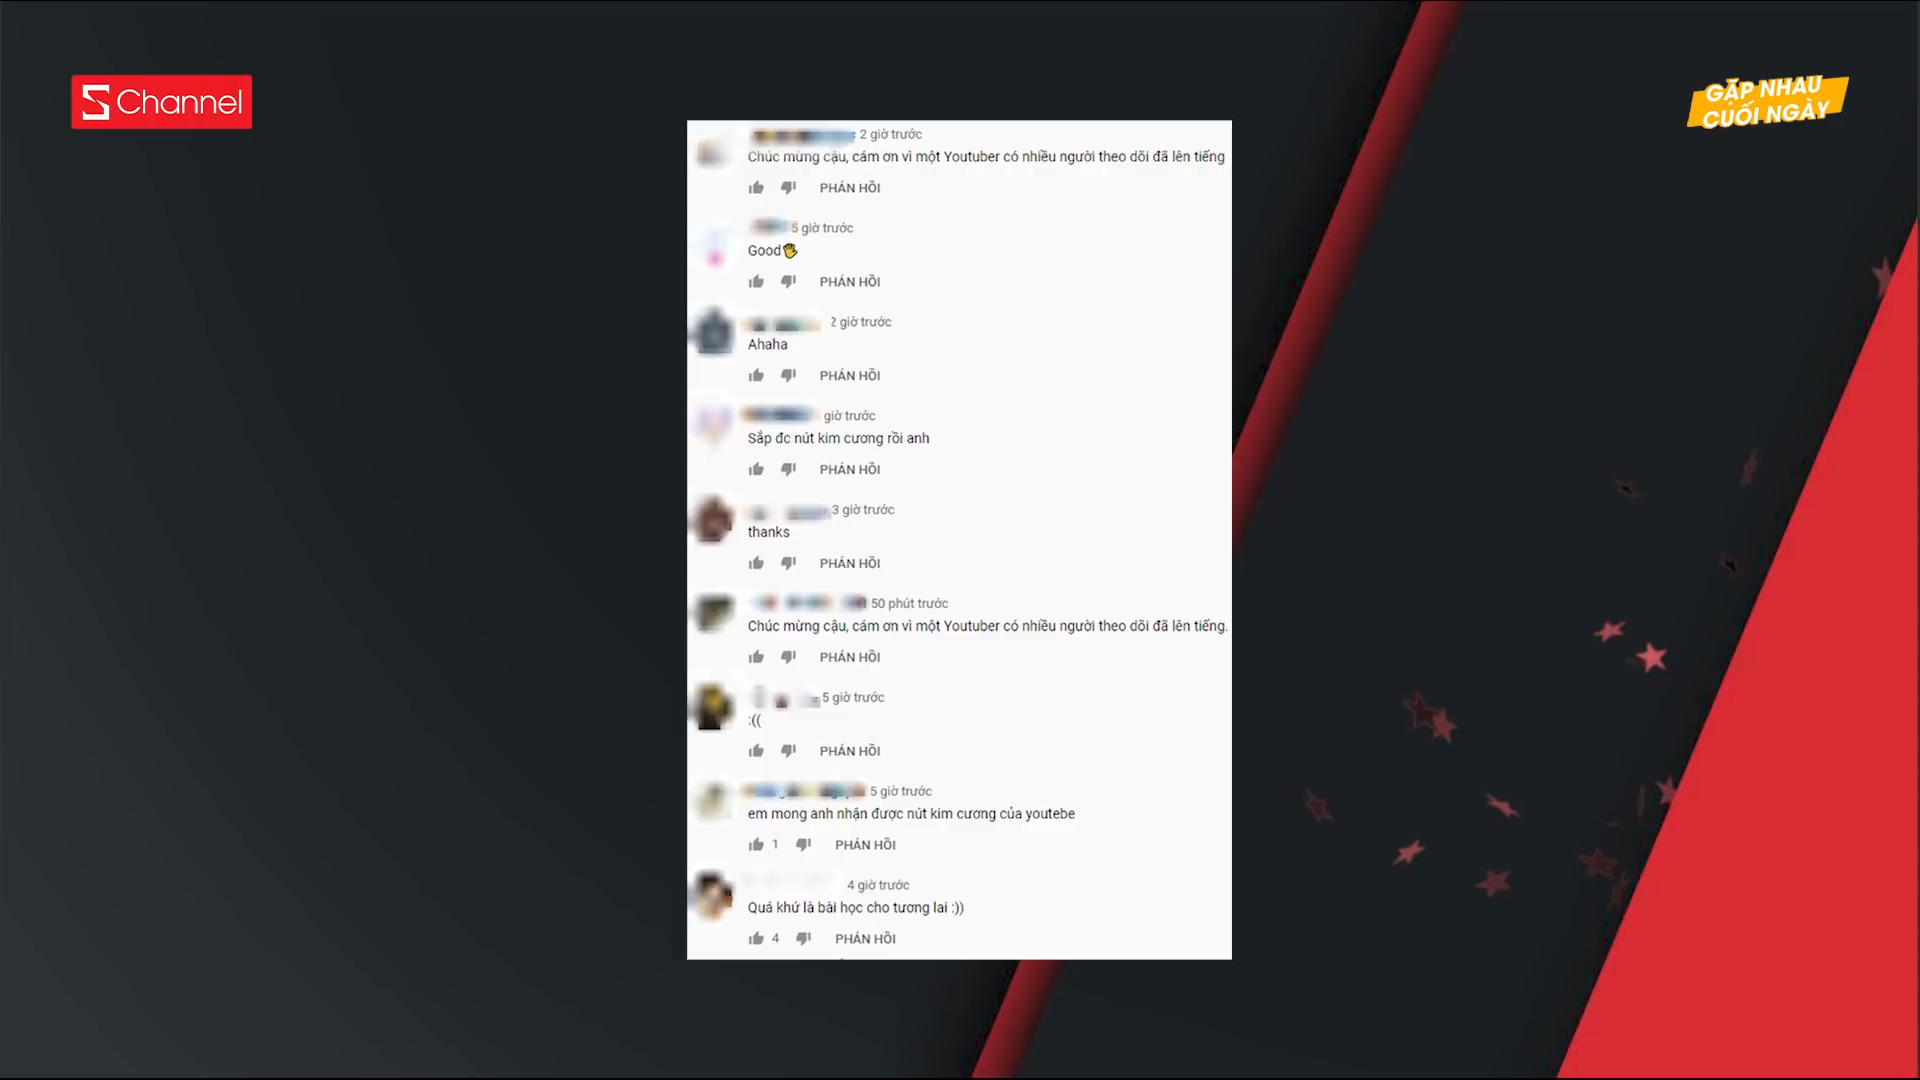 S Channel
GẶP NHAU
CUỐI NGÀY
2 giờ trước
Chúc mừng cậu, cám ơn vì một Youtuber có nhiều người theo dõi đã lên tiếng
PHẢN HỒI
5 giờ trước
Good🤚
PHẢN HỒI
2 giờ trước
Ahaha
PHẢN HỒI
giờ trước
Sắp đc nút kim cương rồi anh
PHẢN HỒI
3 giờ trước
thanks
PHẢN HỒI
50 phút trước
Chúc mừng cậu, cám ơn vì một Youtuber có nhiều người theo dõi đã lên tiếng.
PHẢN HỒI
5 giờ trước
:((
PHẢN HỒI
5 giờ trước
em mong anh nhận được nút kim cương của youtebe
1 PHẢN HỒI
4 giờ trước
Quá khứ là bài học cho tương lai :))
4 PHẢN HỒI